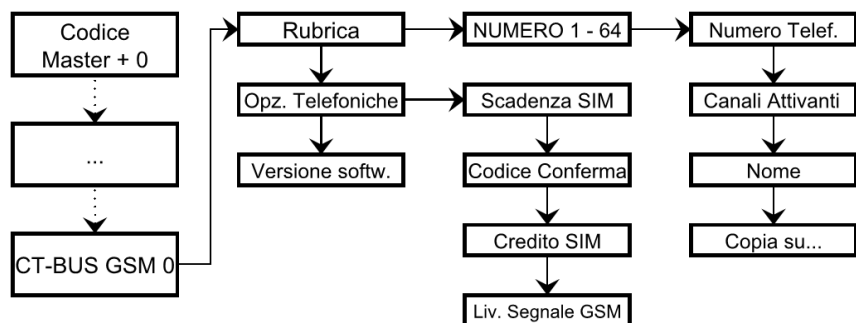 Codice
Master + 0
...
CT-BUS GSM 0
Rubrica
Opz. Telefoniche
Versione softw.
NUMERO 1 - 64
Scadenza SIM
Codice Conferma
Credito SIM
Liv. Segnale GSM
Numero Telef.
Canali Attivanti
Nome
Copia su...